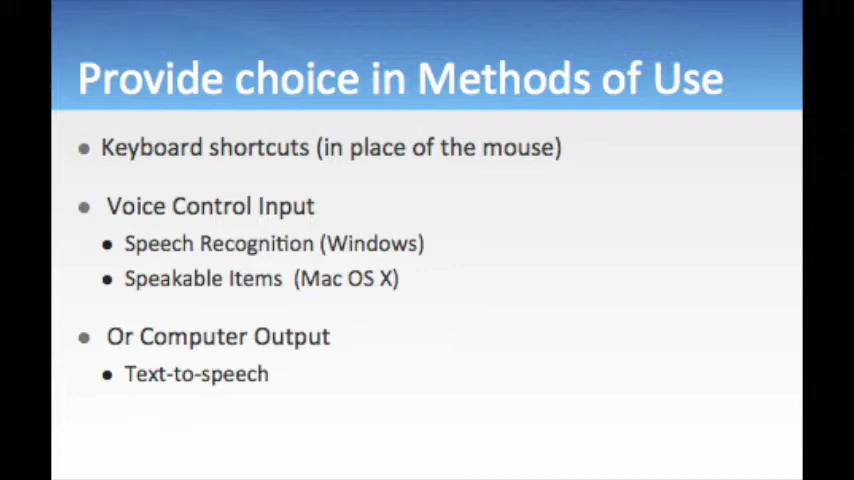 Provide choice in Methods of Use
Keyboard shortcuts (in place of the mouse)
Voice Control Input
Speech Recognition (Windows)
Speakable Items (Mac OS X)
Or Computer Output
Text-to-speech